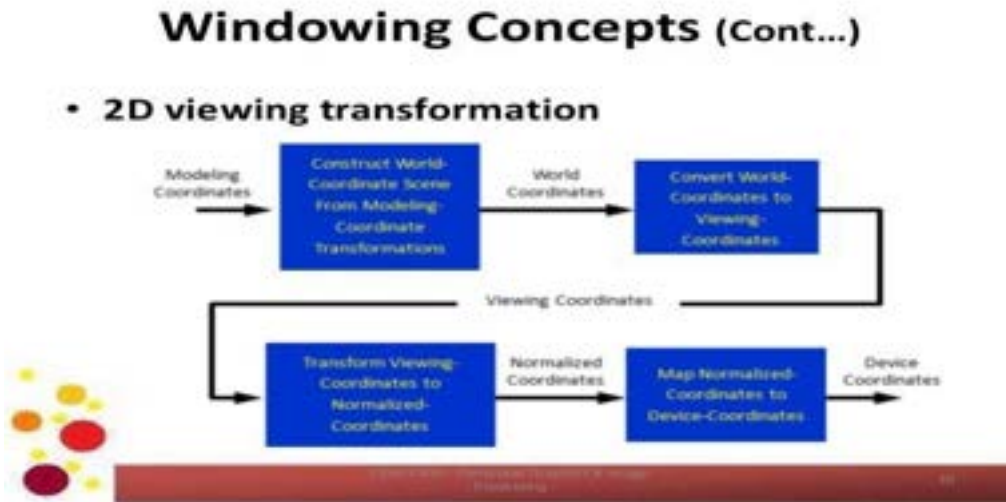 Windowing Concepts (Cont...)
• 2D viewing transformation
Modeling
Coordinates
Construct World-
Coordinate Scene
From Modeling-
Coordinate
Transformations
World
Coordinates
Convert World-
Coordinates to
Viewing-
Coordinates
Viewing Coordinates
Transform Viewing-
Coordinates to
Normalized-
Coordinates
Normalized
Coordinates
Map Normalized-
Coordinates to
Device-Coordinates
Device
Coordinates